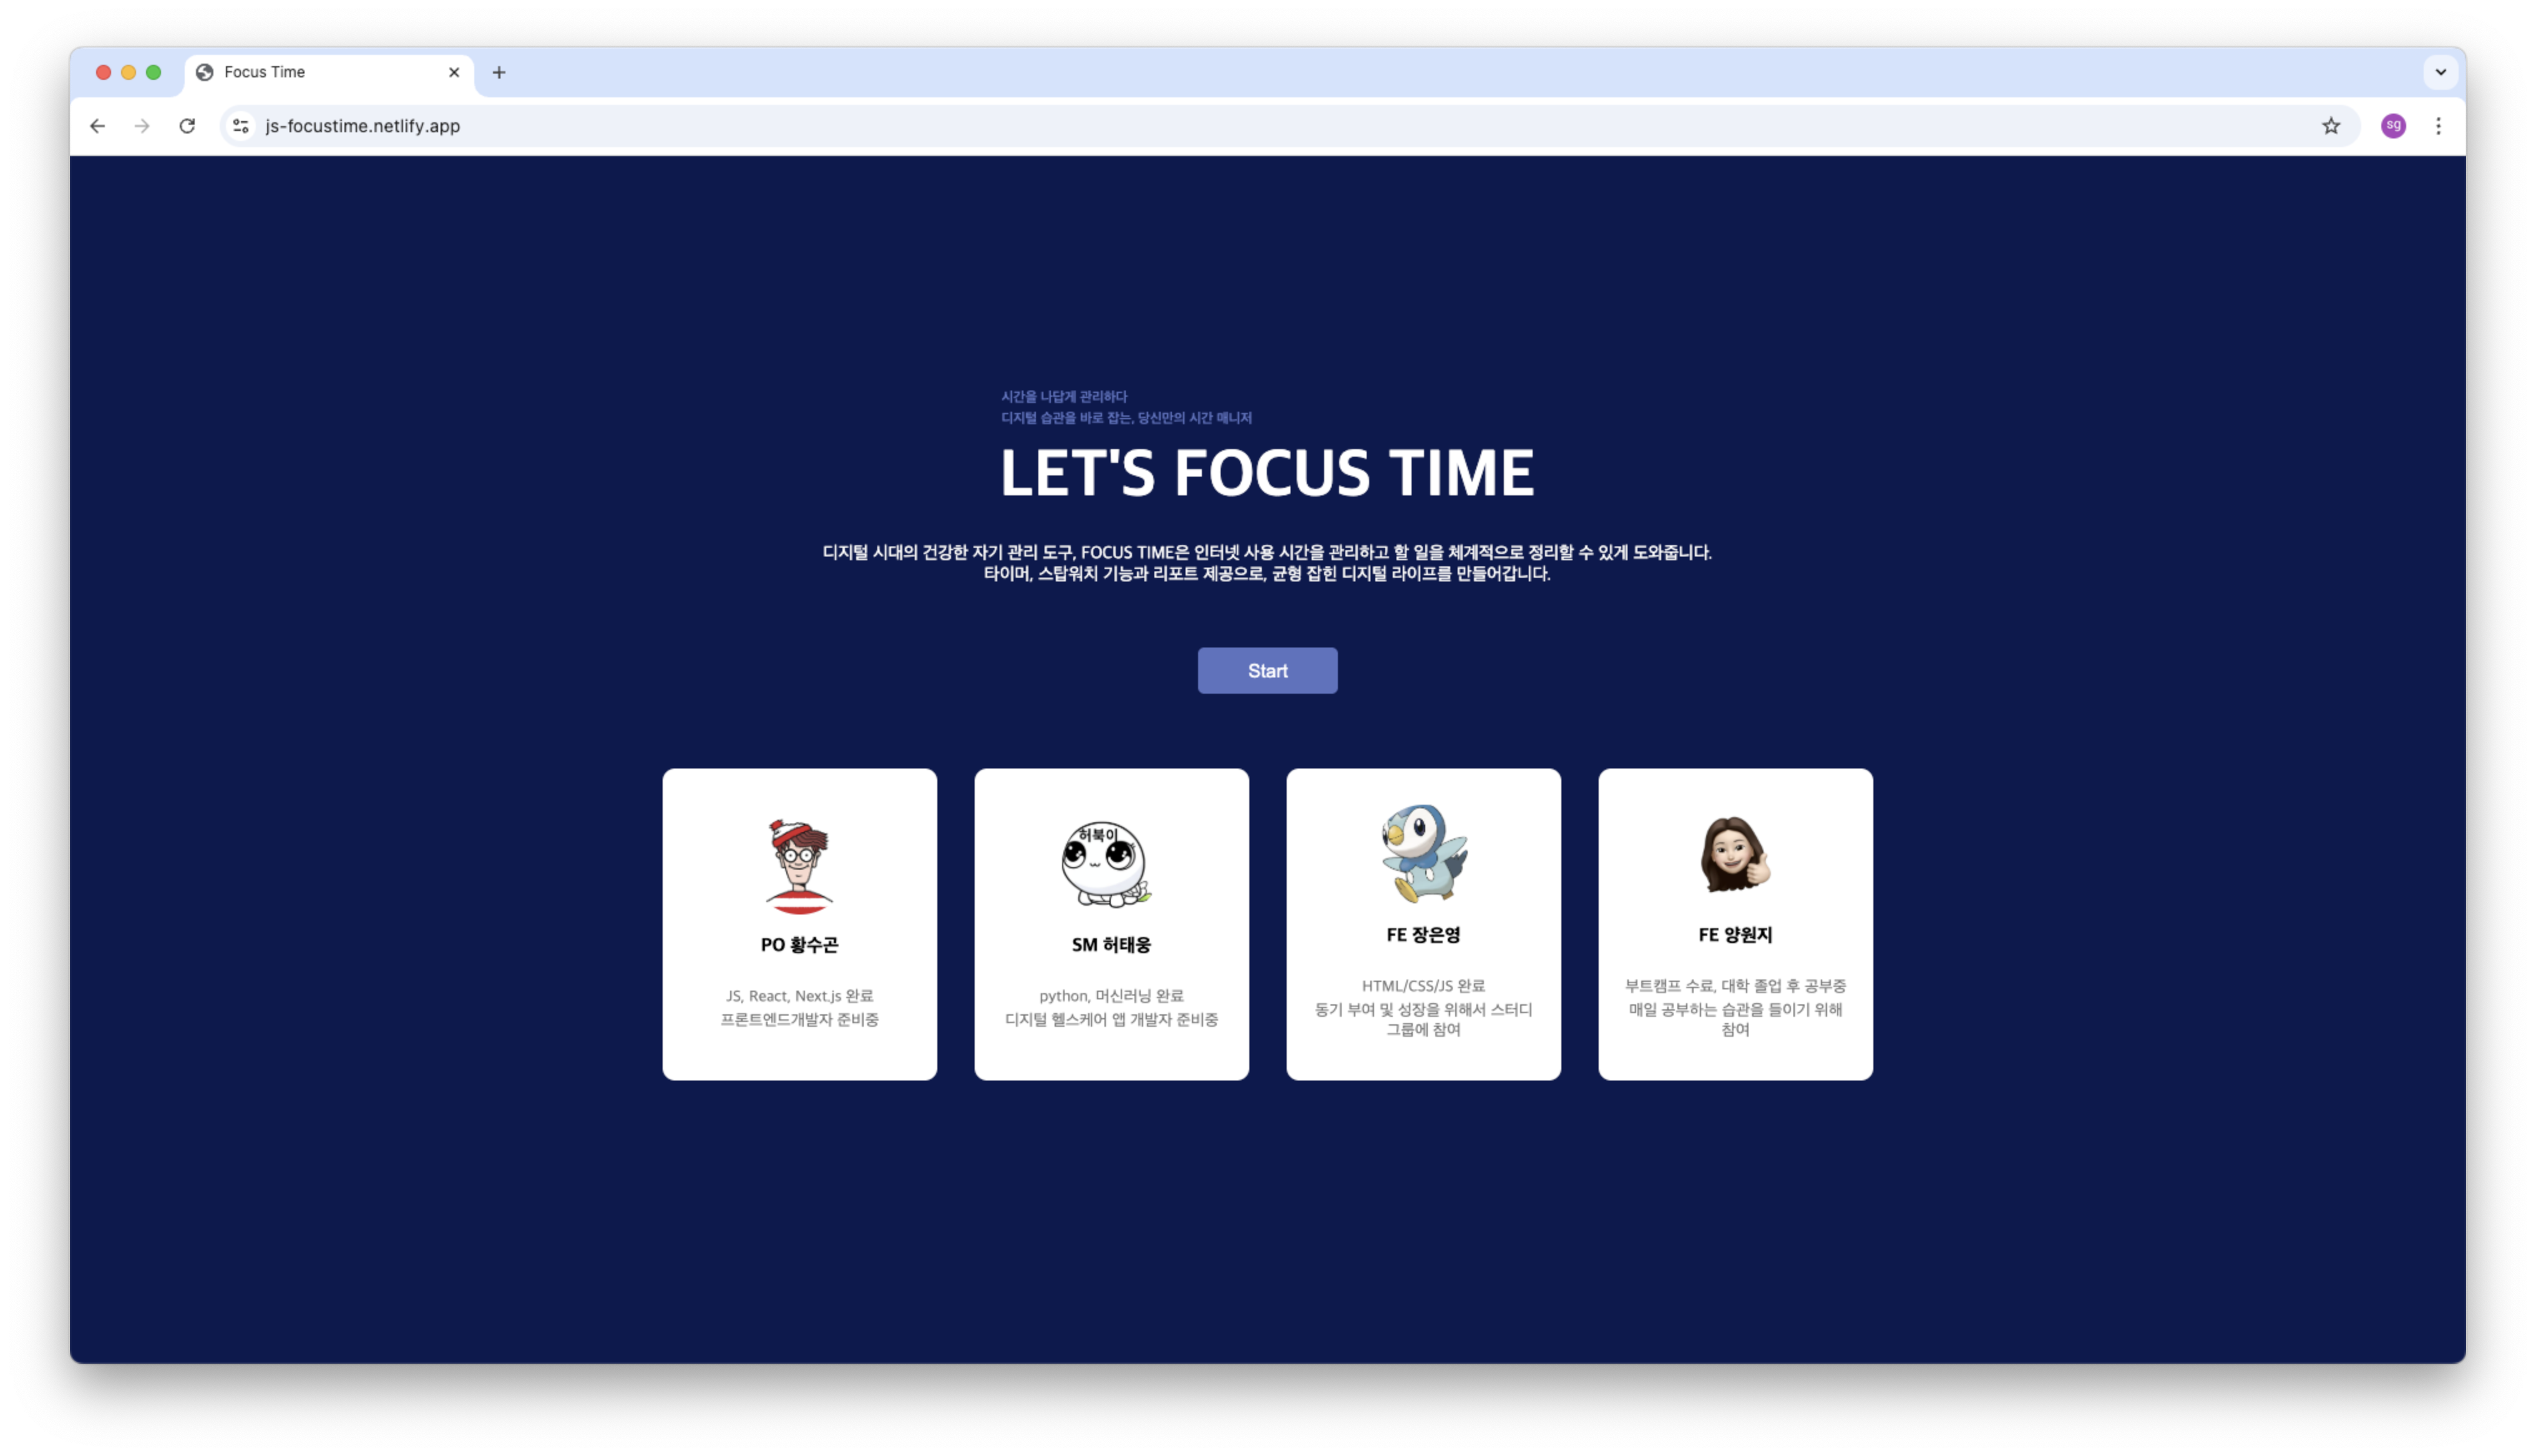 Focus Time
js-focustime.netlify.app
sg
시간을 나답게 관리하다
디지털 습관을 바로 잡는, 당신만의 시간 매니저
LET'S FOCUS TIME
디지털 시대의 건강한 자기 관리 도구, FOCUS TIME은 인터넷 사용 시간을 관리하고 할 일을 체계적으로 정리할 수 있게 도와줍니다.
타이머, 스탑워치 기능과 리포트 제공으로, 균형 잡힌 디지털 라이프를 만들어갑니다.
Start
PO 황수곤
JS, React, Next.js 완료
프론트엔드개발자 준비중
허북이
SM 허태웅
python, 머신러닝 완료
디지털 헬스케어 앱 개발자 준비중
FE 장은영
HTML/CSS/JS 완료
동기 부여 및 성장을 위해서 스터디
그룹에 참여
FE 양원지
부트캠프 수료, 대학 졸업 후 공부중
매일 공부하는 습관을 들이기 위해
참여